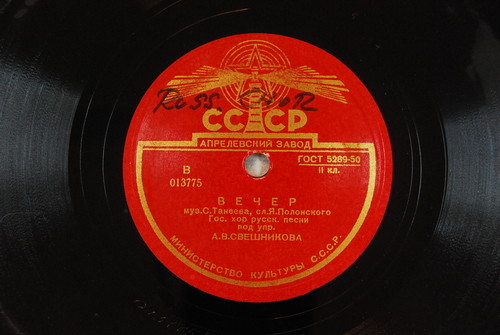 Russ. Chor
СССР
АПРЕЛЕВСКИЙ ЗАВОД
ГОСТ 5289-50
II кл.
В
013775
ВЕЧЕР
муз.С.Танеева, сл.Я.Полонского
Гос. хор русск. песни
под упр.
А.В.СВЕШНИКОВА
МИНИСТЕРСТВО КУЛЬТУРЫ С.С.С.Р.